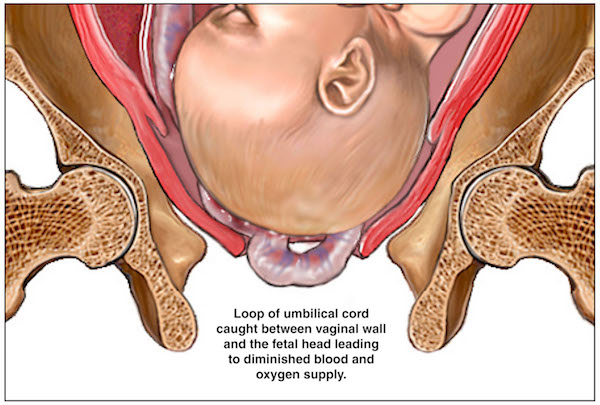 Loop of umbilical cord
caught between vaginal wall
and the fetal head leading
to diminished blood and
oxygen supply.